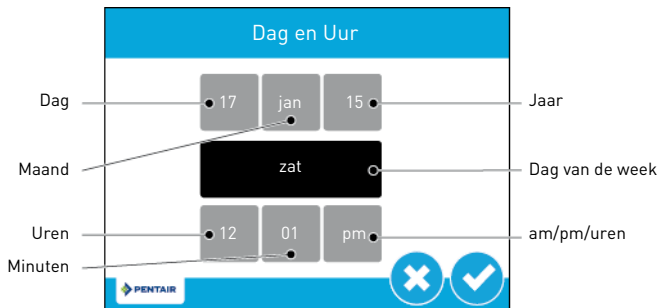 Dag en Uur
Dag 17 jan 15 Jaar
Maand zat Dag van de week
Uren 12 01 pm am/pm/uren
Minuten
PENTAIR